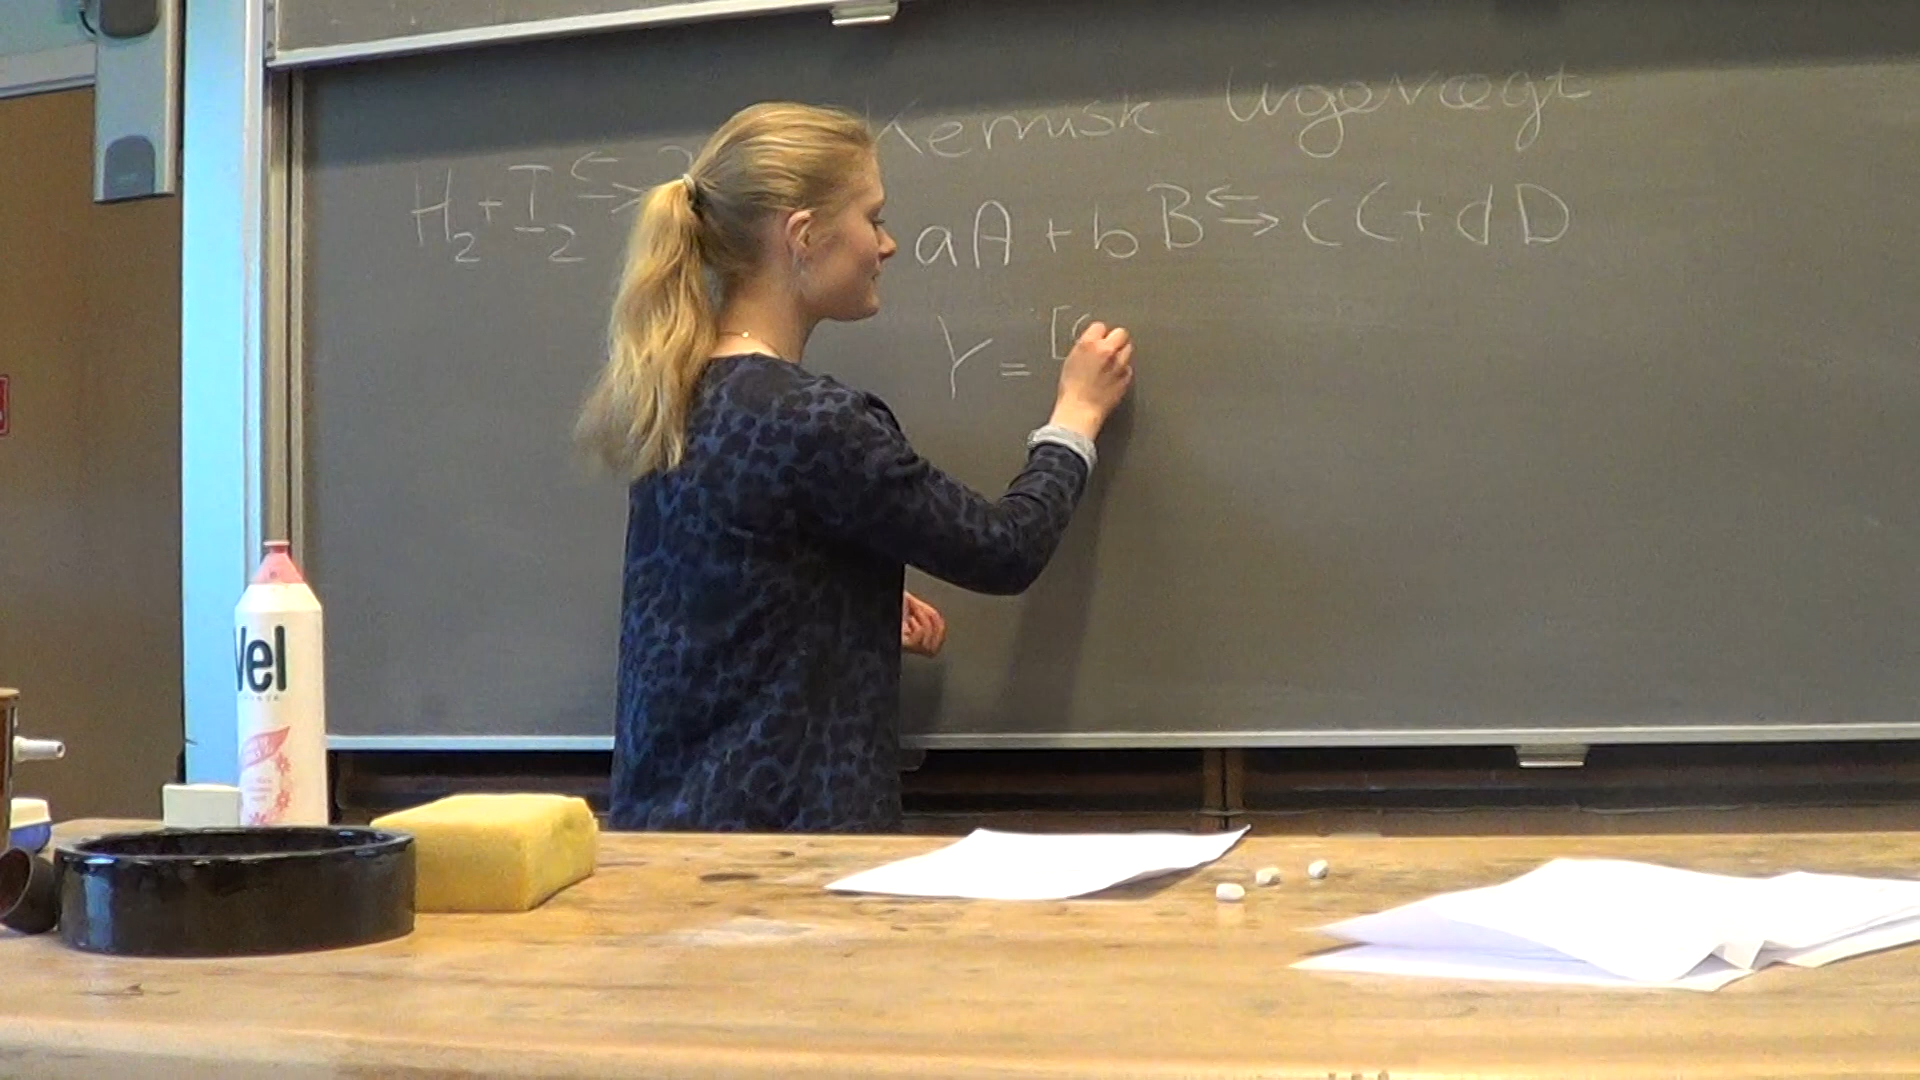 Kemisk ligevægt
H₂ + I₂ ⇄
aA + bB ⇄ cC + dD
Y = [C
Vel